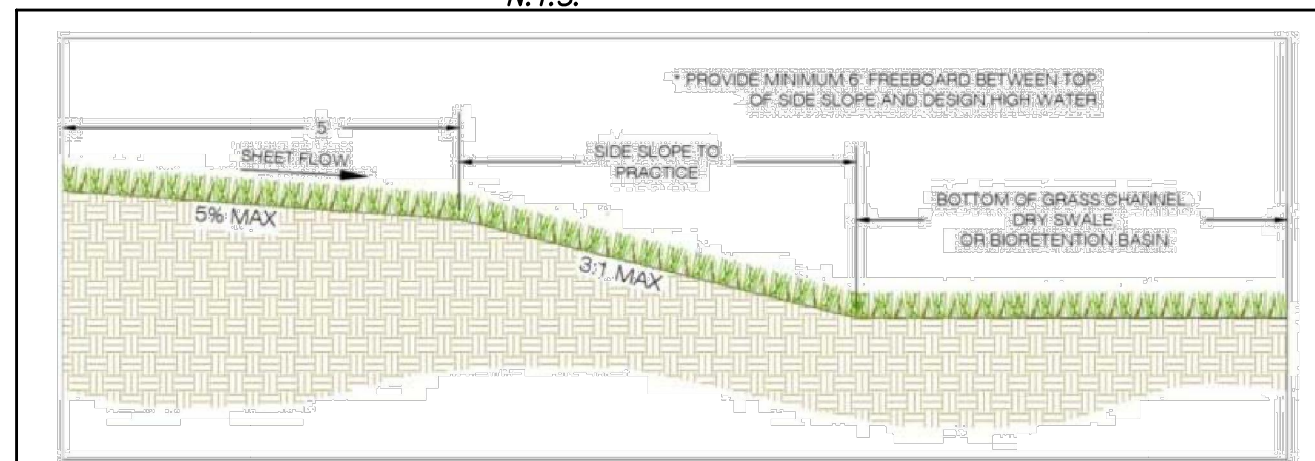 N.T.S.
* PROVIDE MINIMUM 6" FREEBOARD BETWEEN TOP
OF SIDE SLOPE AND DESIGN HIGH WATER
5'
SHEET FLOW
SIDE SLOPE TO
PRACTICE
5% MAX
BOTTOM OF GRASS CHANNEL
DRY SWALE
OR BIORETENTION BASIN
3:1 MAX